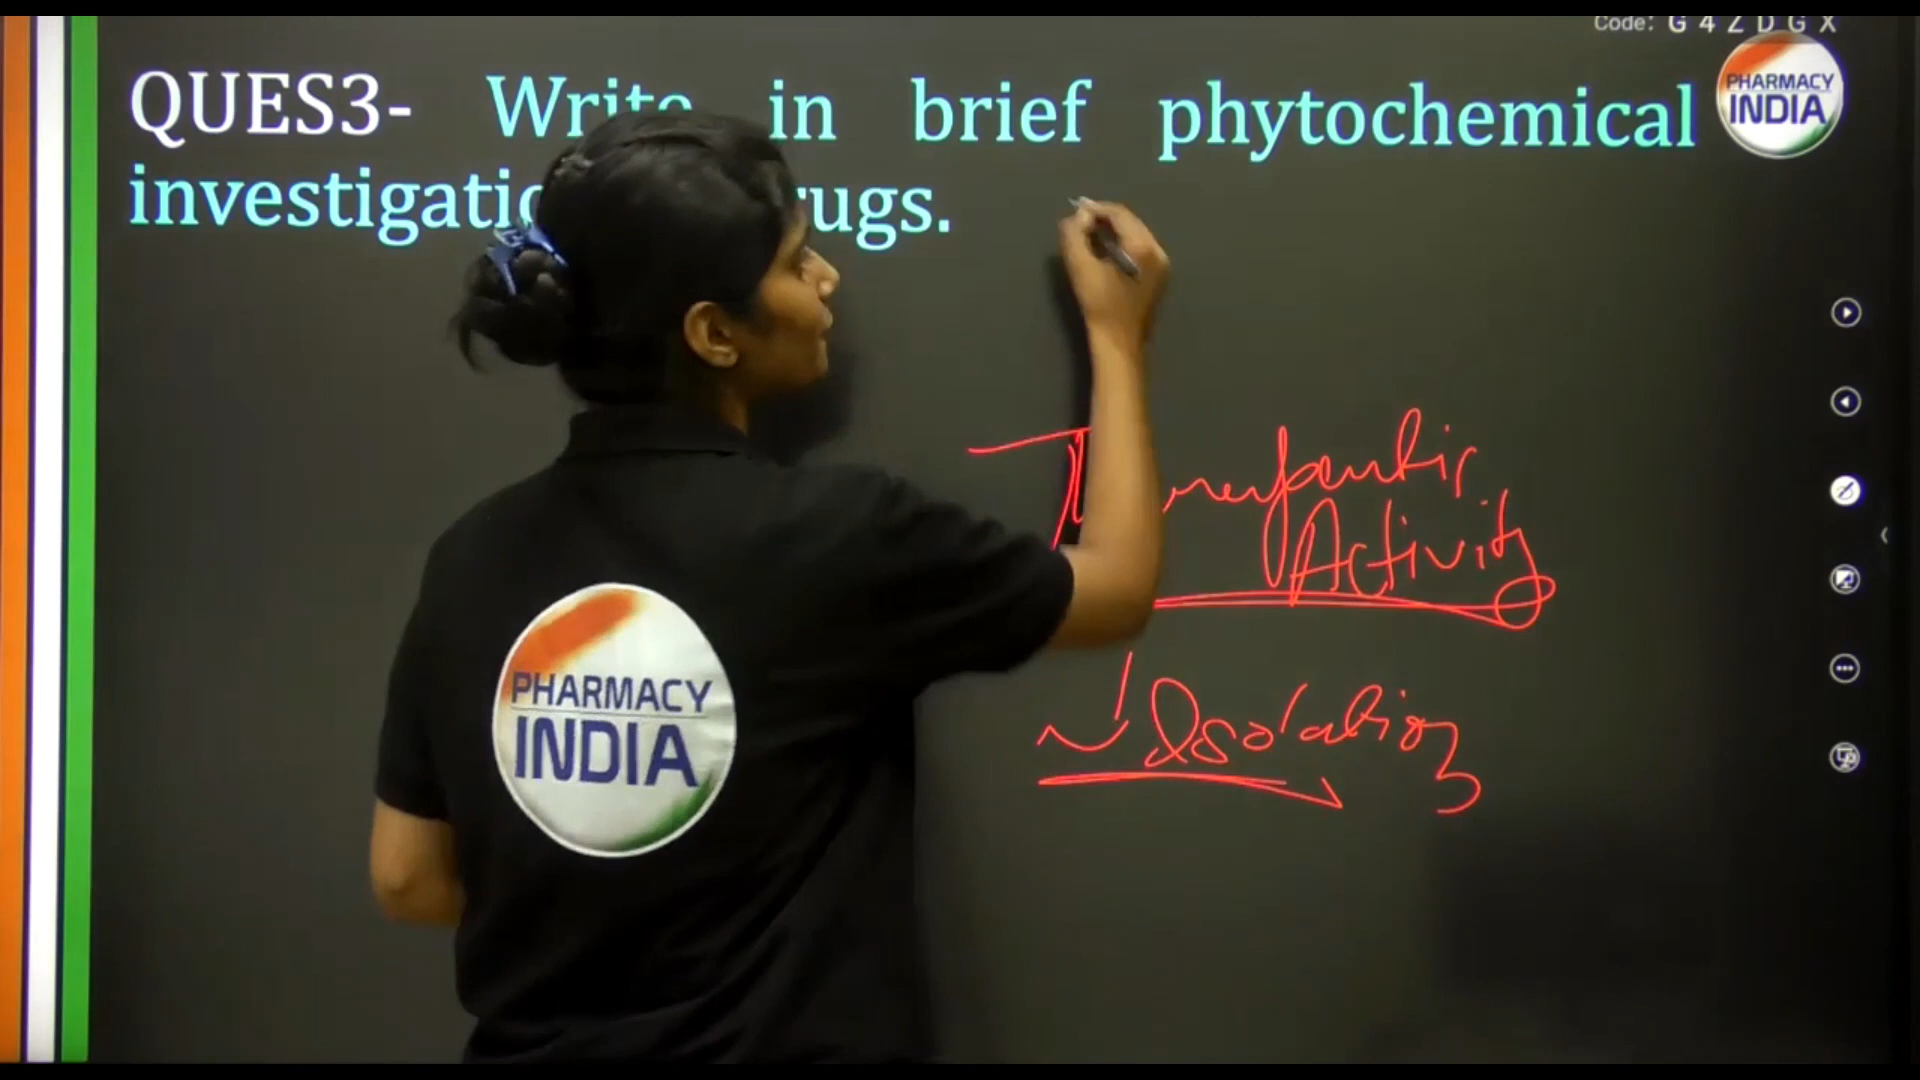 Code: G 4 Z D G X
QUES3- Write in brief phytochemical
investigatio rugs.
PHARMACY
INDIA
Activity
Isolation
PHARMACY
INDIA